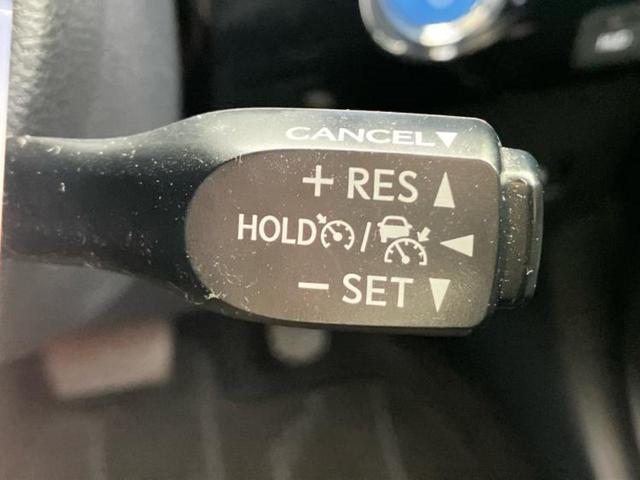 CANCEL▼
+ RES ▲
HOLD / ◀
− SET ▼